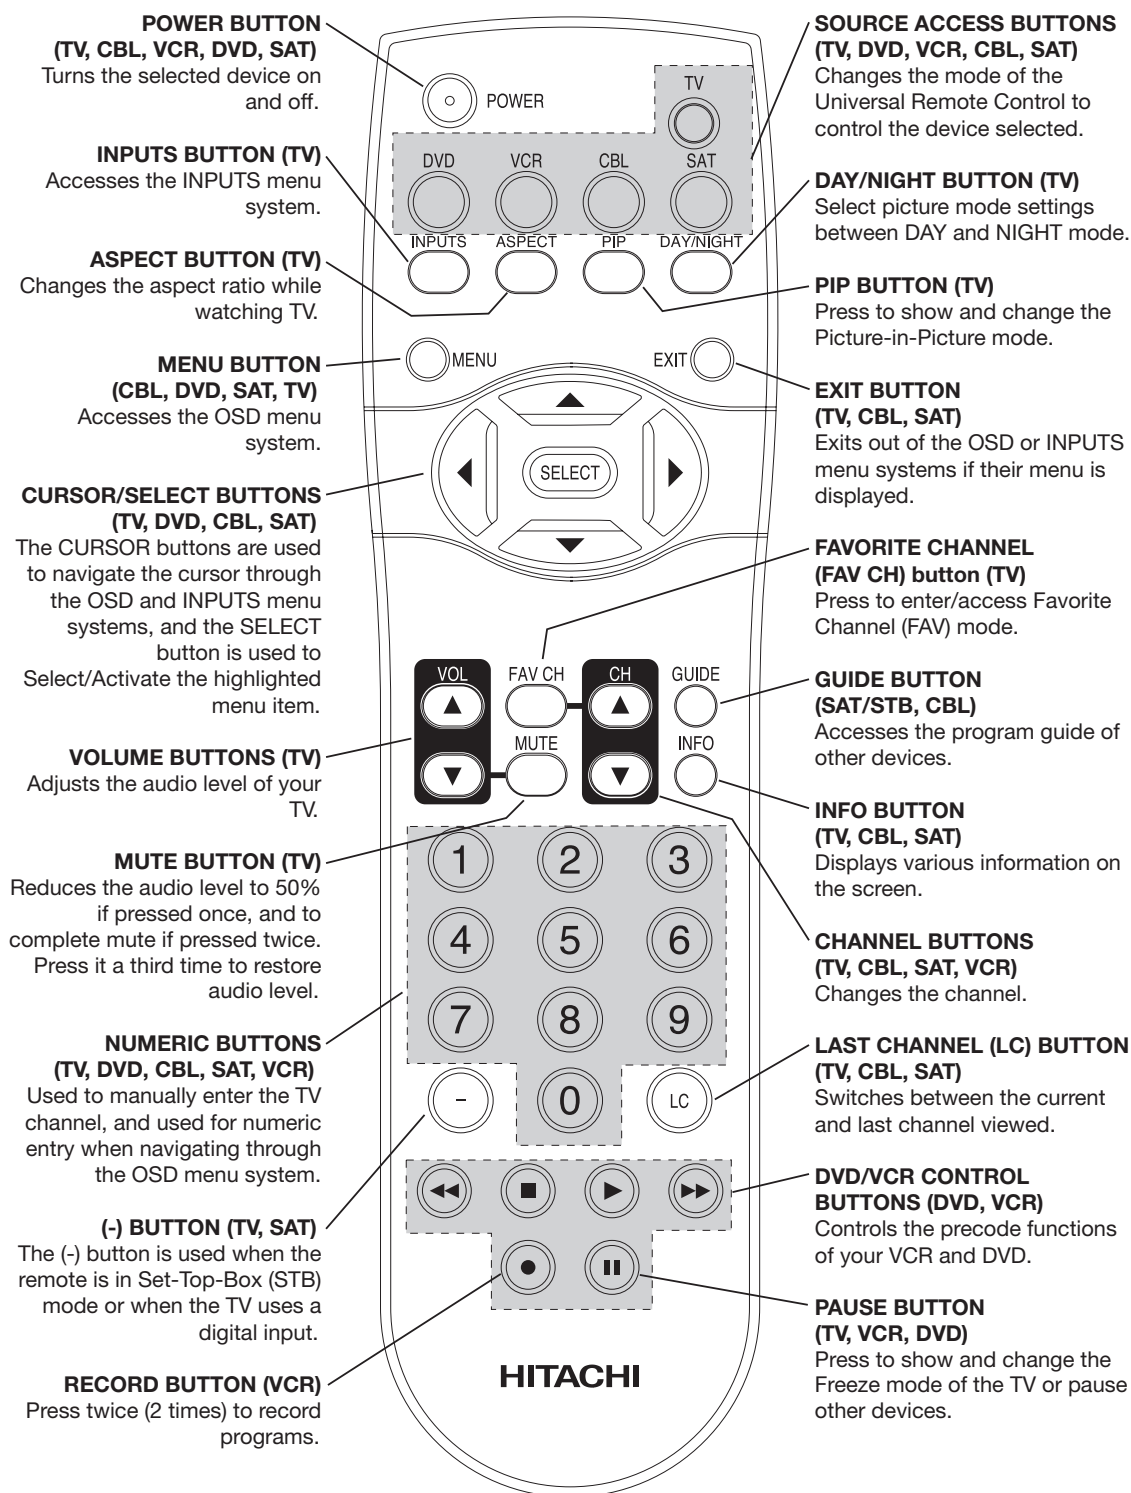 POWER BUTTON
(TV, CBL, VCR, DVD, SAT)
Turns the selected device on
and off.
INPUTS BUTTON (TV)
Accesses the INPUTS menu
system.
ASPECT BUTTON (TV)
Changes the aspect ratio while
watching TV.
MENU BUTTON
(CBL, DVD, SAT, TV)
Accesses the OSD menu
system.
CURSOR/SELECT BUTTONS
(TV, DVD, CBL, SAT)
The CURSOR buttons are used
to navigate the cursor through
the OSD and INPUTS menu
systems, and the SELECT
button is used to
Select/Activate the highlighted
menu item.
VOLUME BUTTONS (TV)
Adjusts the audio level of your
TV.
MUTE BUTTON (TV)
Reduces the audio level to 50%
if pressed once, and to
complete mute if pressed twice.
Press it a third time to restore
audio level.
NUMERIC BUTTONS
(TV, DVD, CBL, SAT, VCR)
Used to manually enter the TV
channel, and used for numeric
entry when navigating through
the OSD menu system.
(-) BUTTON (TV, SAT)
The (-) button is used when the
remote is in Set-Top-Box (STB)
mode or when the TV uses a
digital input.
RECORD BUTTON (VCR)
Press twice (2 times) to record
programs.
POWER
TV
DVD VCR CBL SAT
INPUTS ASPECT PIP DAY/NIGHT
MENU EXIT
SELECT
VOL FAV CH CH GUIDE
MUTE INFO
1 2 3
4 5 6
7 8 9
- 0 LC
HITACHI
SOURCE ACCESS BUTTONS
(TV, DVD, VCR, CBL, SAT)
Changes the mode of the
Universal Remote Control to
control the device selected.
DAY/NIGHT BUTTON (TV)
Select picture mode settings
between DAY and NIGHT mode.
PIP BUTTON (TV)
Press to show and change the
Picture-in-Picture mode.
EXIT BUTTON
(TV, CBL, SAT)
Exits out of the OSD or INPUTS
menu systems if their menu is
displayed.
FAVORITE CHANNEL
(FAV CH) button (TV)
Press to enter/access Favorite
Channel (FAV) mode.
GUIDE BUTTON
(SAT/STB, CBL)
Accesses the program guide of
other devices.
INFO BUTTON
(TV, CBL, SAT)
Displays various information on
the screen.
CHANNEL BUTTONS
(TV, CBL, SAT, VCR)
Changes the channel.
LAST CHANNEL (LC) BUTTON
(TV, CBL, SAT)
Switches between the current
and last channel viewed.
DVD/VCR CONTROL
BUTTONS (DVD, VCR)
Controls the precode functions
of your VCR and DVD.
PAUSE BUTTON
(TV, VCR, DVD)
Press to show and change the
Freeze mode of the TV or pause
other devices.